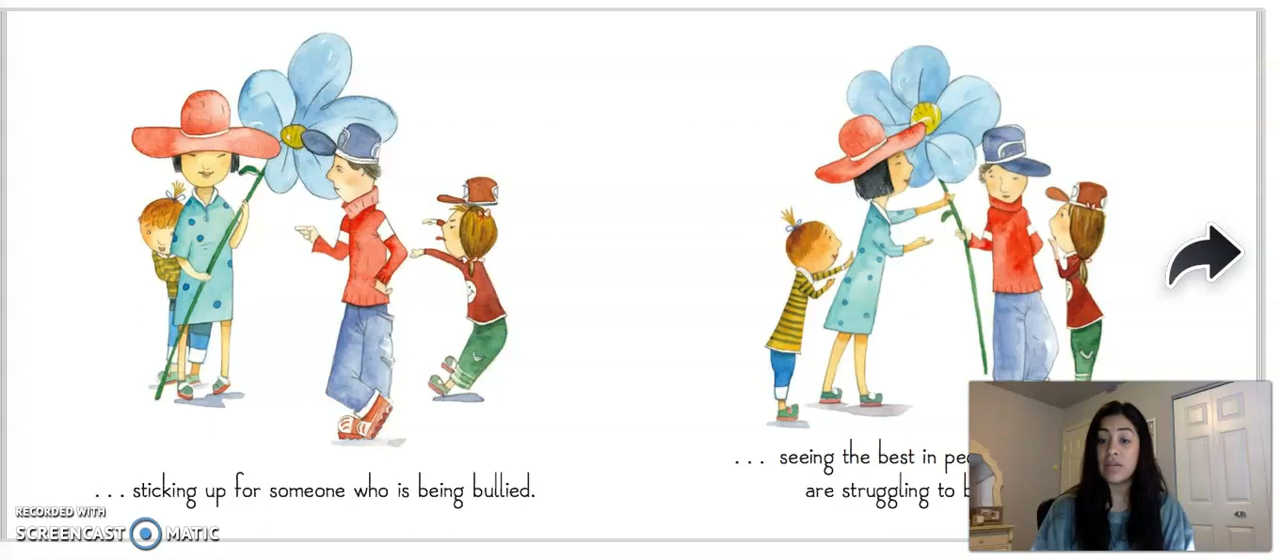 . . . sticking up for someone who is being bullied.
. . . seeing the best in
are struggling to
RECORDED WITH
SCREENCAST MATIC